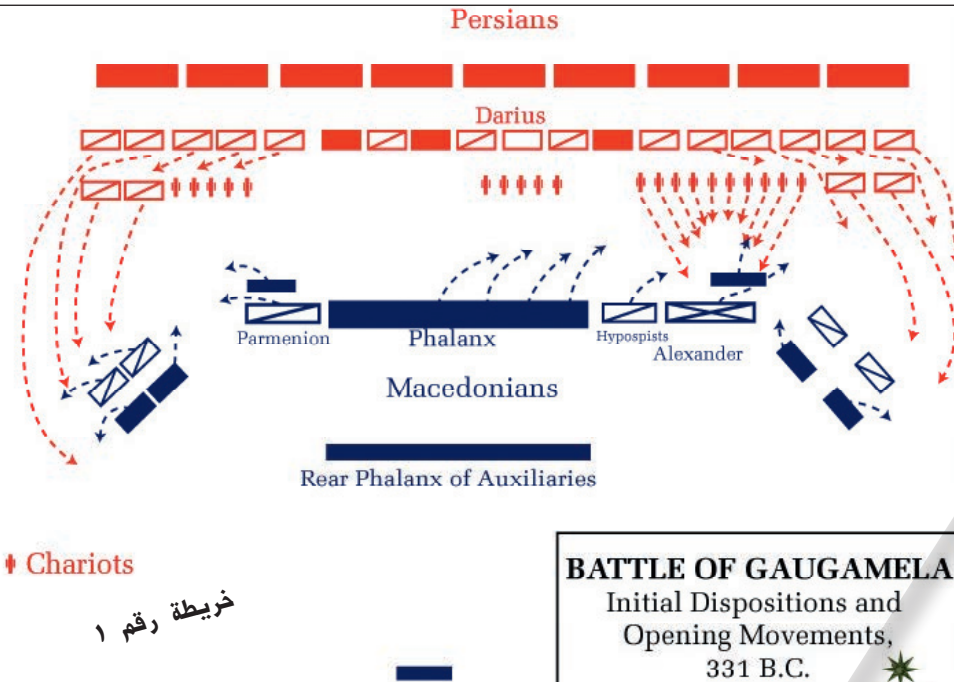 Persians
Darius
Parmenion
Phalanx
Hypospists
Alexander
Macedonians
Rear Phalanx of Auxiliaries
Chariots
خريطة رقم ١
BATTLE OF GAUGAMELA
Initial Dispositions and
Opening Movements,
331 B.C.